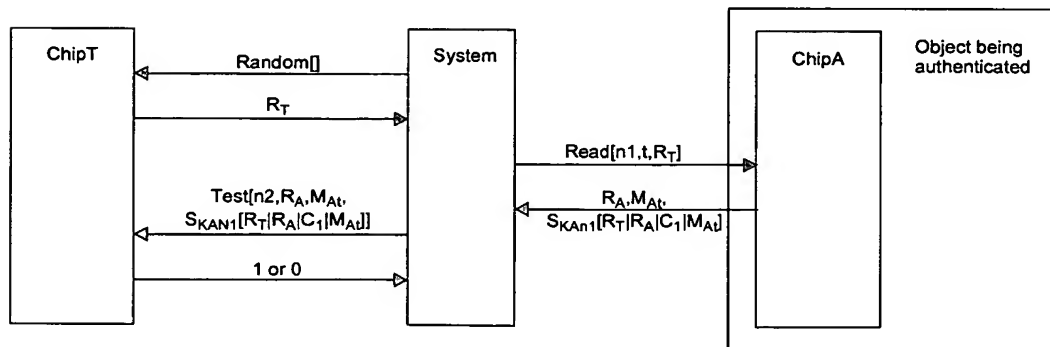 ChipT
System
ChipA
Object being
authenticated
Random[]
R_T
Read[n1,t,R_T]
Test[n2,R_A,M_At,
S_KAN1[R_T|R_A|C_1|M_At]]
R_A,M_At,
S_KAn1[R_T|R_A|C_1|M_At]
1 or 0